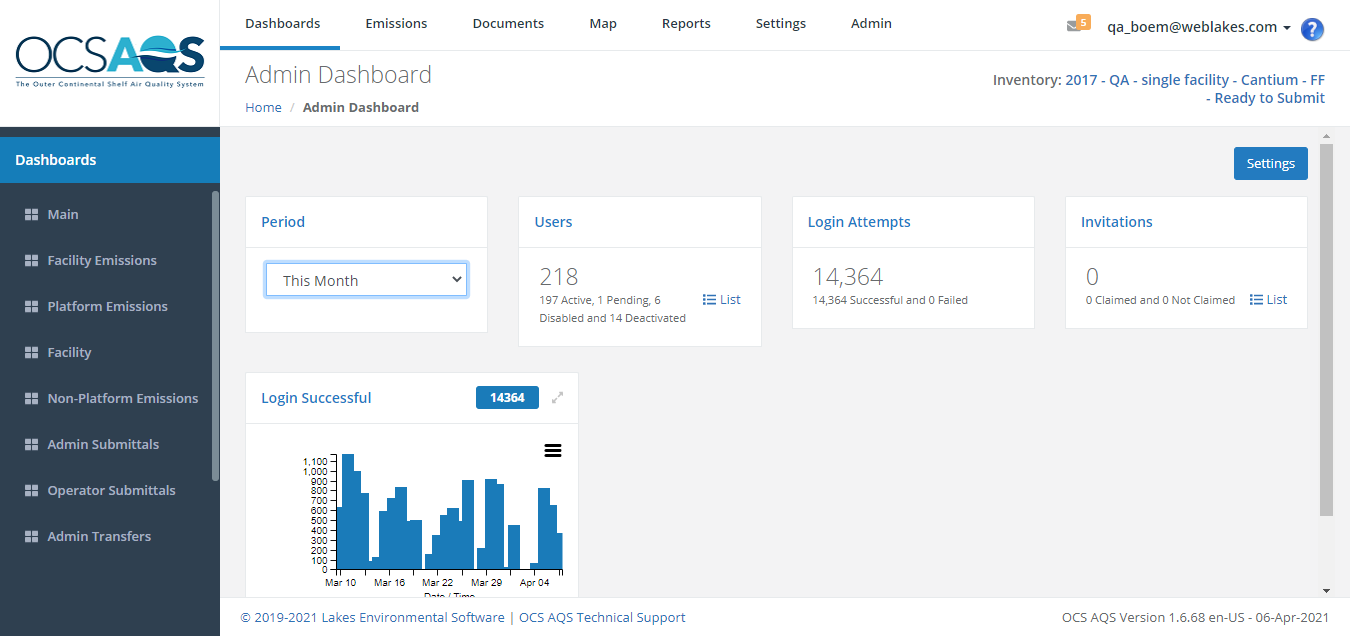 OCSAQS
The Outer Continental Shelf Air Quality System
Dashboards
Emissions
Documents
Map
Reports
Settings
Admin
5
qa_boem@weblakes.com
?
Admin Dashboard
Home / Admin Dashboard
Inventory: 2017 - QA - single facility - Cantium - FF
- Ready to Submit
Dashboards
Main
Facility Emissions
Platform Emissions
Facility
Non-Platform Emissions
Admin Submittals
Operator Submittals
Admin Transfers
Settings
Period
This Month
Users
218
197 Active, 1 Pending, 6
Disabled and 14 Deactivated
List
Login Attempts
14,364
14,364 Successful and 0 Failed
Invitations
0
0 Claimed and 0 Not Claimed
List
Login Successful
14364
1,100
1,000
900
800
700
600
500
400
300
200
100
0
Mar 10 Mar 16 Mar 22 Mar 29 Apr 04
Date / Time
© 2019-2021 Lakes Environmental Software | OCS AQS Technical Support
OCS AQS Version 1.6.68 en-US - 06-Apr-2021